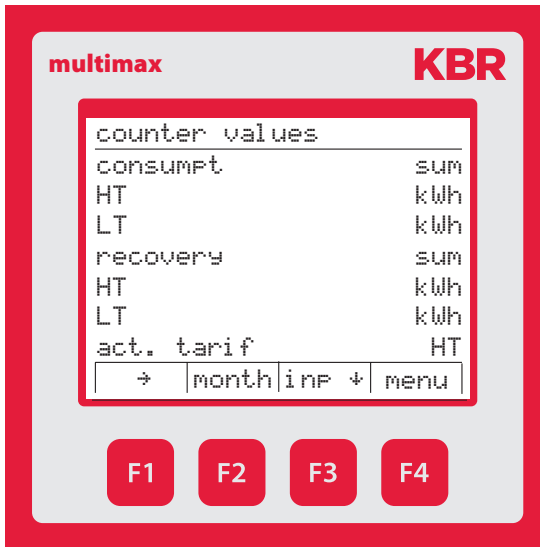 multimax KBR
counter values
consumpt sum
HT kWh
LT kWh
recovery sum
HT kWh
LT kWh
act. tarif HT
→ month inp ↓ menu
F1 F2 F3 F4